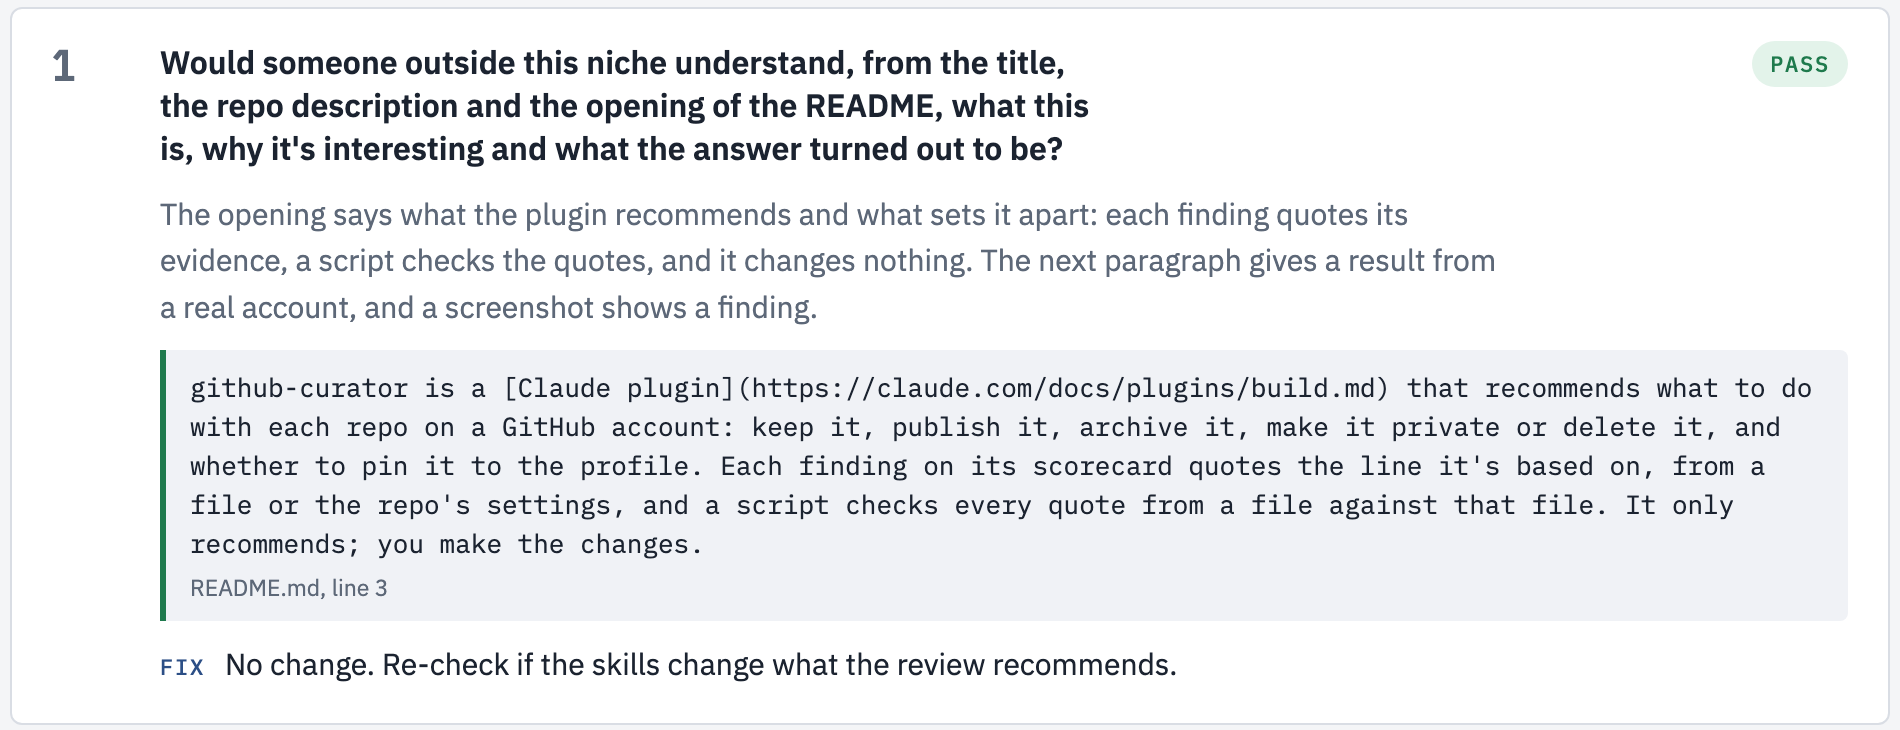 1
Would someone outside this niche understand, from the title,
the repo description and the opening of the README, what this
is, why it's interesting and what the answer turned out to be?
PASS
The opening says what the plugin recommends and what sets it apart: each finding quotes its
evidence, a script checks the quotes, and it changes nothing. The next paragraph gives a result from
a real account, and a screenshot shows a finding.
github-curator is a [Claude plugin](https://claude.com/docs/plugins/build.md) that recommends what to do
with each repo on a GitHub account: keep it, publish it, archive it, make it private or delete it, and
whether to pin it to the profile. Each finding on its scorecard quotes the line it's based on, from a
file or the repo's settings, and a script checks every quote from a file against that file. It only
recommends; you make the changes.
README.md, line 3
FIX No change. Re-check if the skills change what the review recommends.